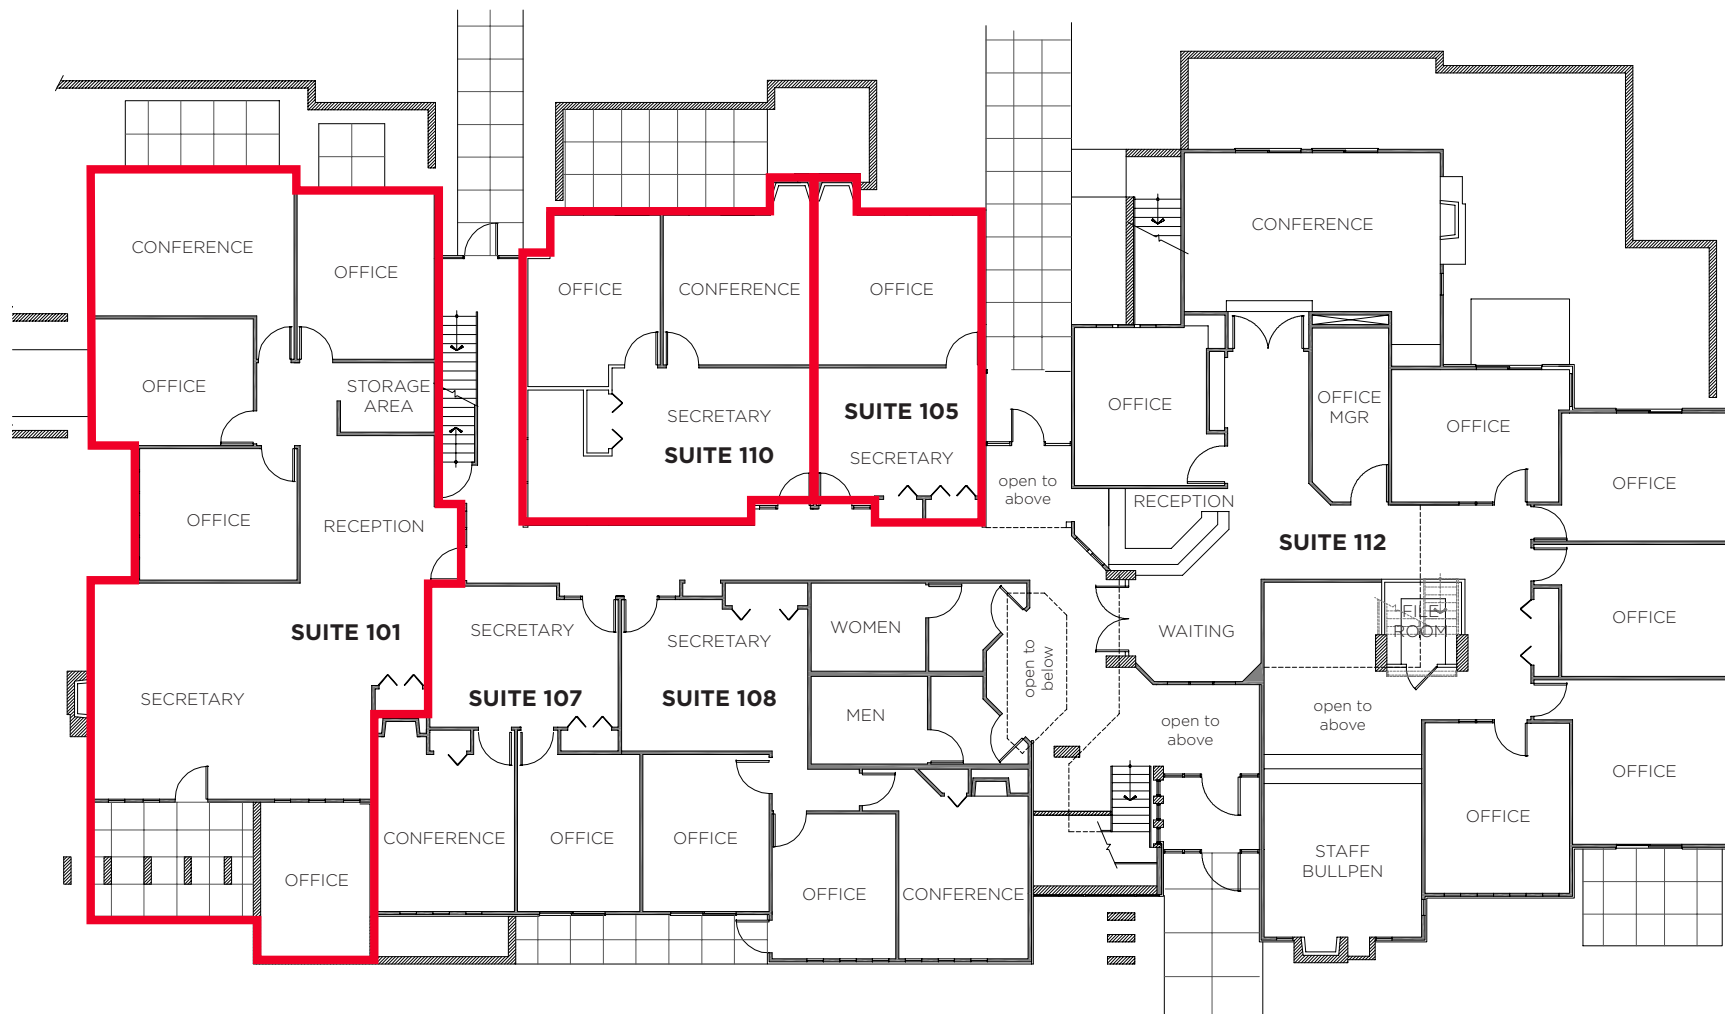 CONFERENCE
OFFICE
OFFICE
STORAGE
AREA
OFFICE
RECEPTION
SUITE 101
SECRETARY
OFFICE
OFFICE
CONFERENCE
SECRETARY
SUITE 110
OFFICE
SUITE 105
SECRETARY
SECRETARY
SUITE 107
CONFERENCE
OFFICE
SECRETARY
SUITE 108
OFFICE
OFFICE
CONFERENCE
WOMEN
MEN
open to
below
open to
above
CONFERENCE
OFFICE
OFFICE
MGR
OFFICE
OFFICE
RECEPTION
SUITE 112
WAITING
FILE
ROOM
OFFICE
open to
above
open to
above
OFFICE
OFFICE
STAFF
BULLPEN